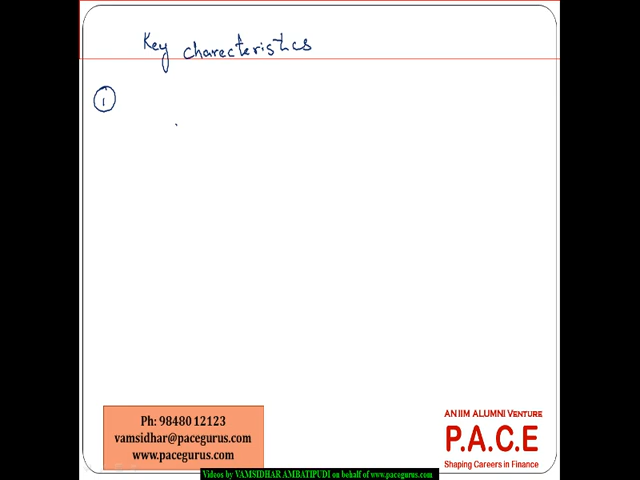 Key charecteristics
1
Ph: 98480 12123
vamsidhar@pacegurus.com
www.pacegurus.com
AN IIM ALUMNI VENTURE
P.A.C.E
Shaping Careers in Finance
Videos by VAMSIDHAR AMBATIPUDI on behalf of www.pacegurus.com